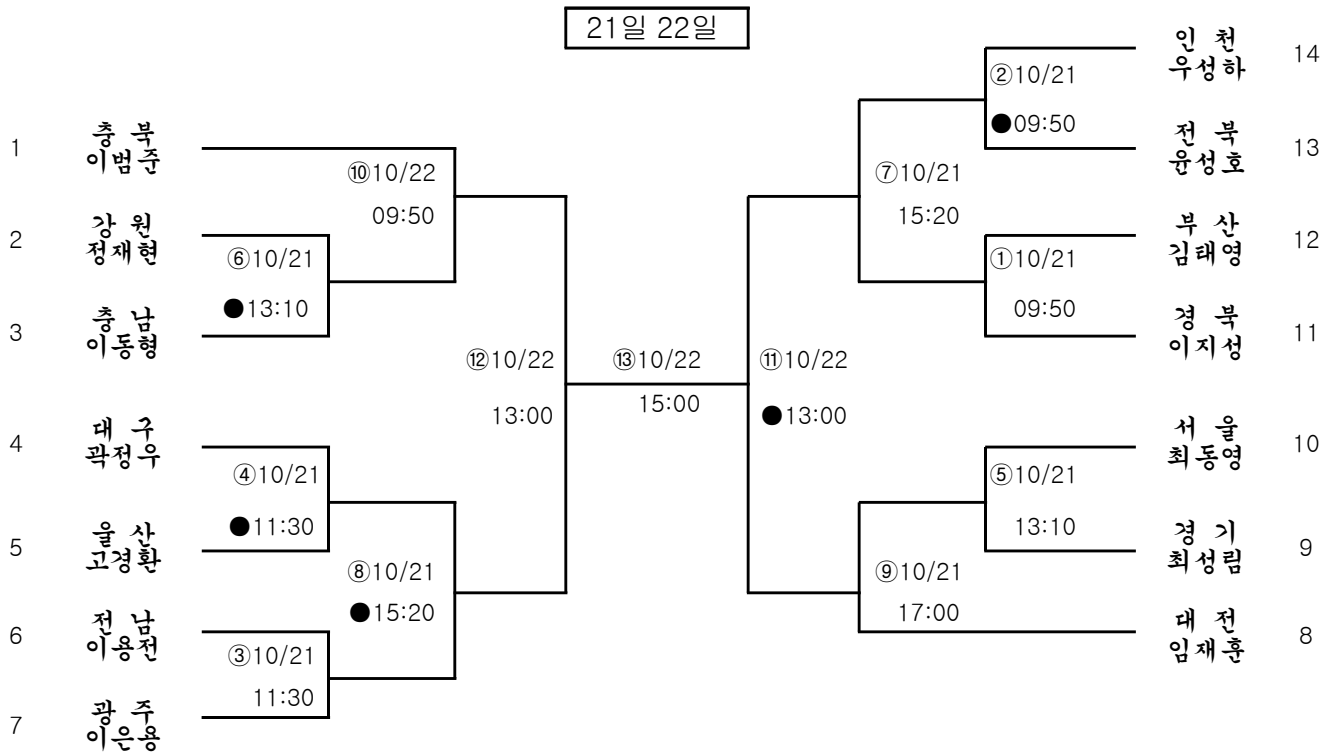 21일 22일
1
충 북
이범준
2
강 원
정재현
3
충 남
이동형
4
대 구
곽정우
5
울 산
고경환
6
전 남
이용전
7
광 주
이은용
⑥10/21
●13:10
④10/21
●11:30
③10/21
11:30
⑩10/22
09:50
⑧10/21
●15:20
⑫10/22
13:00
⑬10/22
15:00
⑪10/22
●13:00
⑦10/21
15:20
⑨10/21
17:00
②10/21
●09:50
①10/21
09:50
⑤10/21
13:10
인 천
우성하
14
전 북
윤성호
13
부 산
김태영
12
경 북
이지성
11
서 울
최동영
10
경 기
최성림
9
대 전
임재훈
8